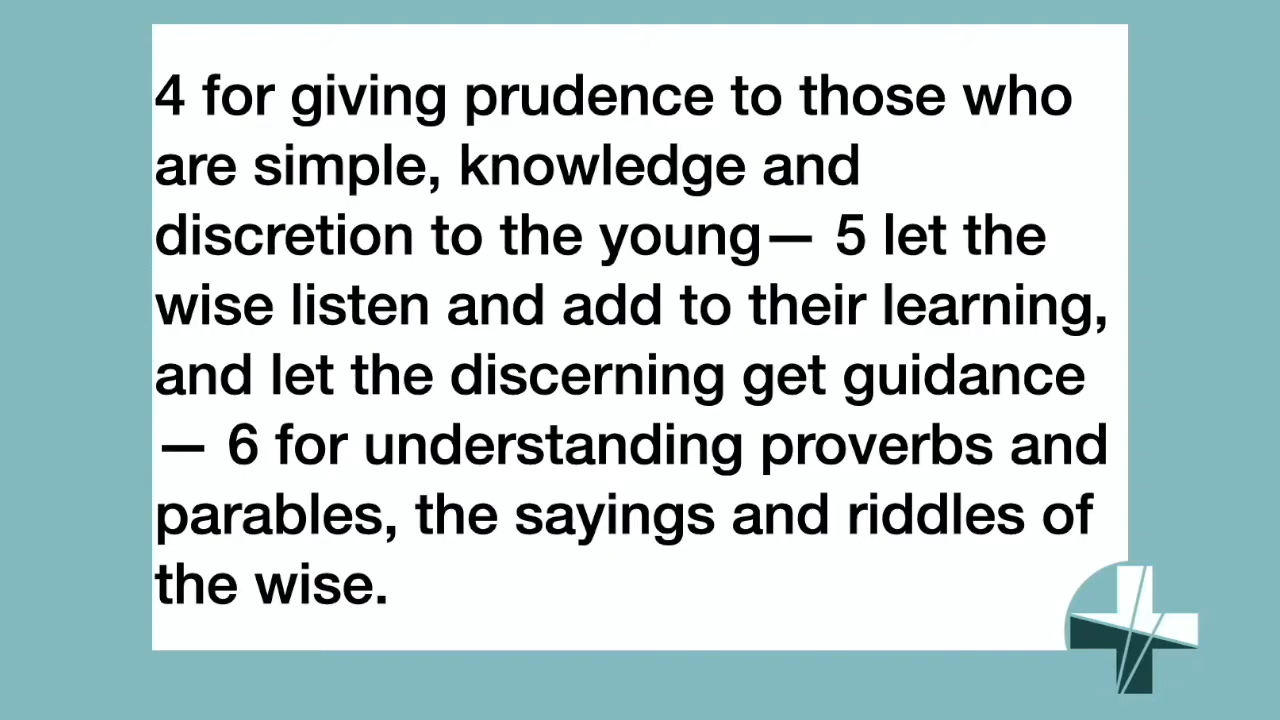 4 for giving prudence to those who
are simple, knowledge and
discretion to the young— 5 let the
wise listen and add to their learning,
and let the discerning get guidance
— 6 for understanding proverbs and
parables, the sayings and riddles of
the wise.